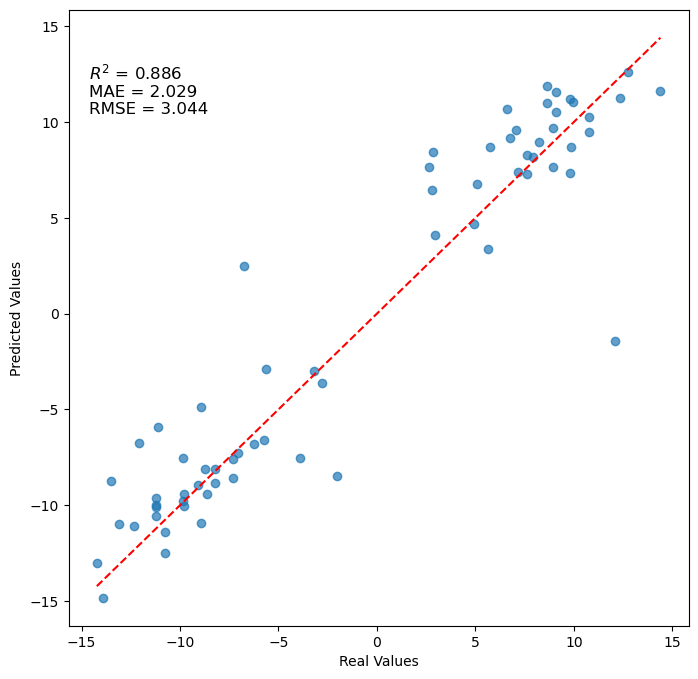 R² = 0.886
MAE = 2.029
RMSE = 3.044
Predicted Values
15
10
5
0
−5
−10
−15
−15 −10 −5 0 5 10 15
Real Values